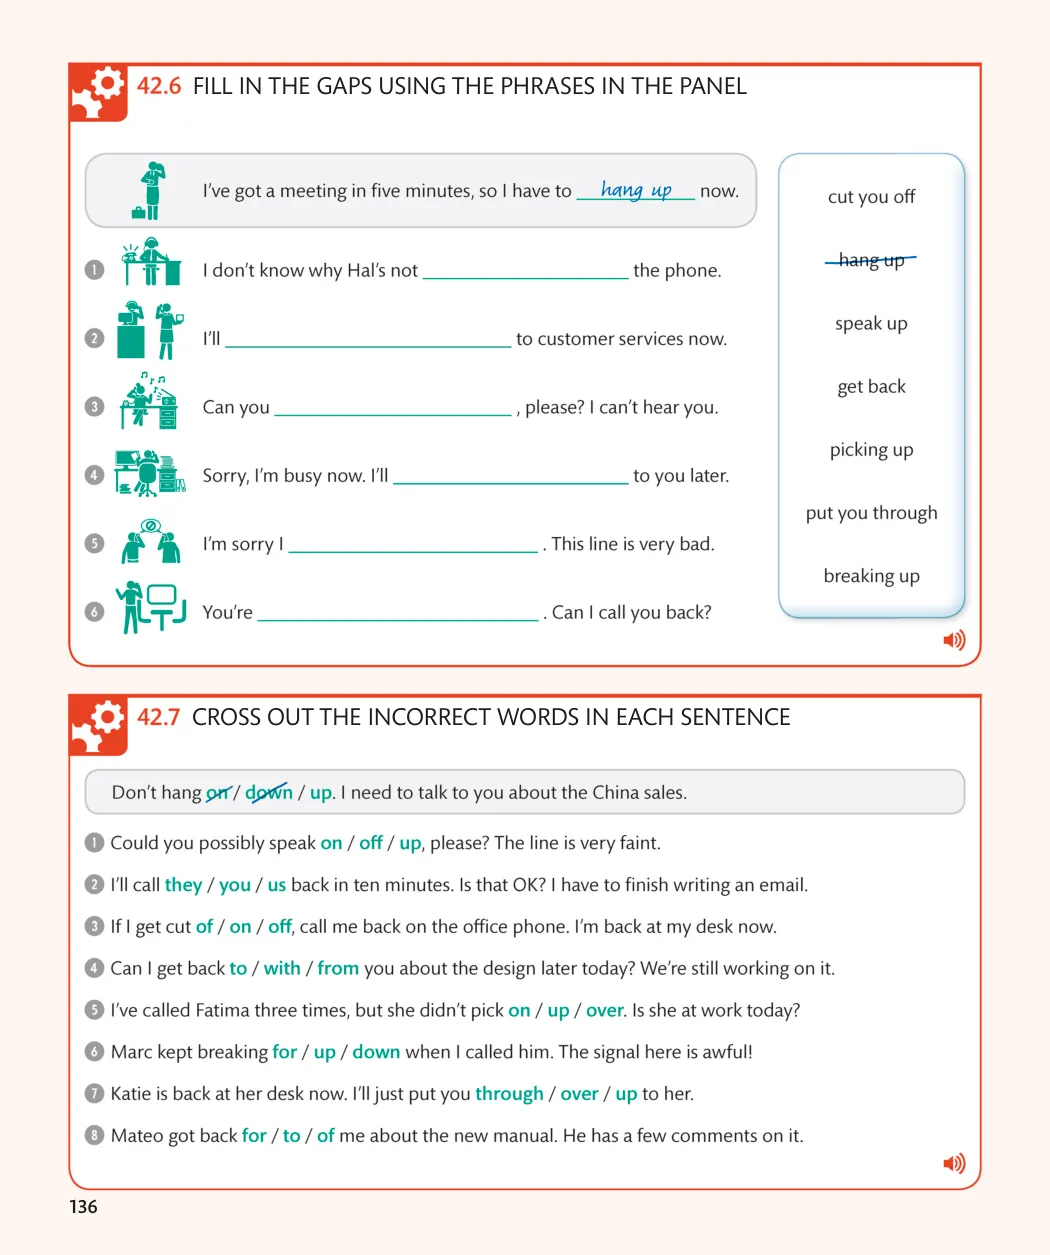 42.6 FILL IN THE GAPS USING THE PHRASES IN THE PANEL
I've got a meeting in five minutes, so I have to hang up now.
1 I don't know why Hal's not ____ the phone.
2 I'll ____ to customer services now.
3 Can you ____ , please? I can't hear you.
4 Sorry, I'm busy now. I'll ____ to you later.
5 I'm sorry I ____ . This line is very bad.
6 You're ____ . Can I call you back?
cut you off
hang up
speak up
get back
picking up
put you through
breaking up
42.7 CROSS OUT THE INCORRECT WORDS IN EACH SENTENCE
Don't hang on / down / up. I need to talk to you about the China sales.
1 Could you possibly speak on / off / up, please? The line is very faint.
2 I'll call they / you / us back in ten minutes. Is that OK? I have to finish writing an email.
3 If I get cut of / on / off, call me back on the office phone. I'm back at my desk now.
4 Can I get back to / with / from you about the design later today? We're still working on it.
5 I've called Fatima three times, but she didn't pick on / up / over. Is she at work today?
6 Marc kept breaking for / up / down when I called him. The signal here is awful!
7 Katie is back at her desk now. I'll just put you through / over / up to her.
8 Mateo got back for / to / of me about the new manual. He has a few comments on it.
136